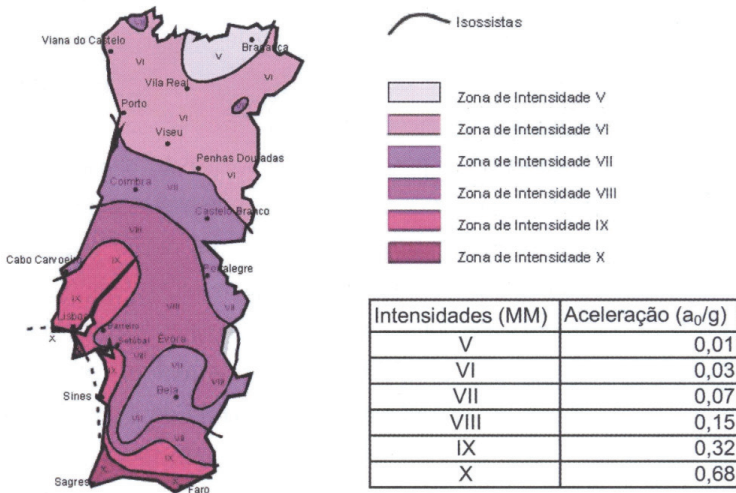 Viana do Castelo
Bragança
V
VI
VI
Vila Real
Porto
VI
Viseu
Penhas Douradas
VI
Coimbra
VII
Castelo Branco
VIII
Cabo Carvoeiro
IX
Portalegre
IX
VIII
VII
Lisboa
X
Barreiro
Setúbal
Évora
VIII
IX
VII
VIII
Sines
Beja
VII
VIII
IX
X
X
Sagres
Faro
Isossistas
Zona de Intensidade V
Zona de Intensidade VI
Zona de Intensidade VII
Zona de Intensidade VIII
Zona de Intensidade IX
Zona de Intensidade X
Intensidades (MM) Aceleração (a₀/g)
V 0,01
VI 0,03
VII 0,07
VIII 0,15
IX 0,32
X 0,68